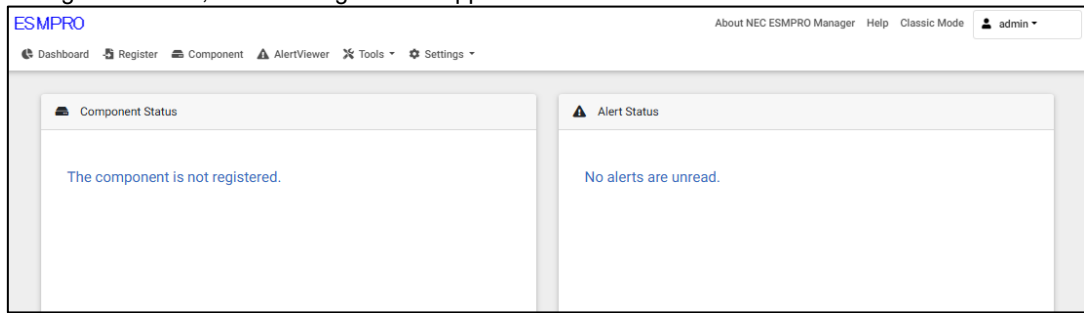 ESMPRO
About NEC ESMPRO Manager Help Classic Mode admin
Dashboard Register Component AlertViewer Tools Settings
Component Status
Alert Status
The component is not registered.
No alerts are unread.